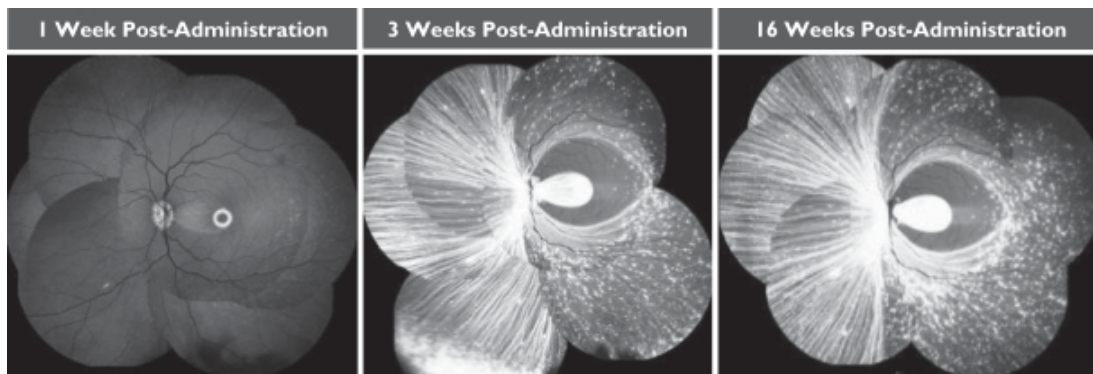 1 Week Post-Administration
3 Weeks Post-Administration
16 Weeks Post-Administration